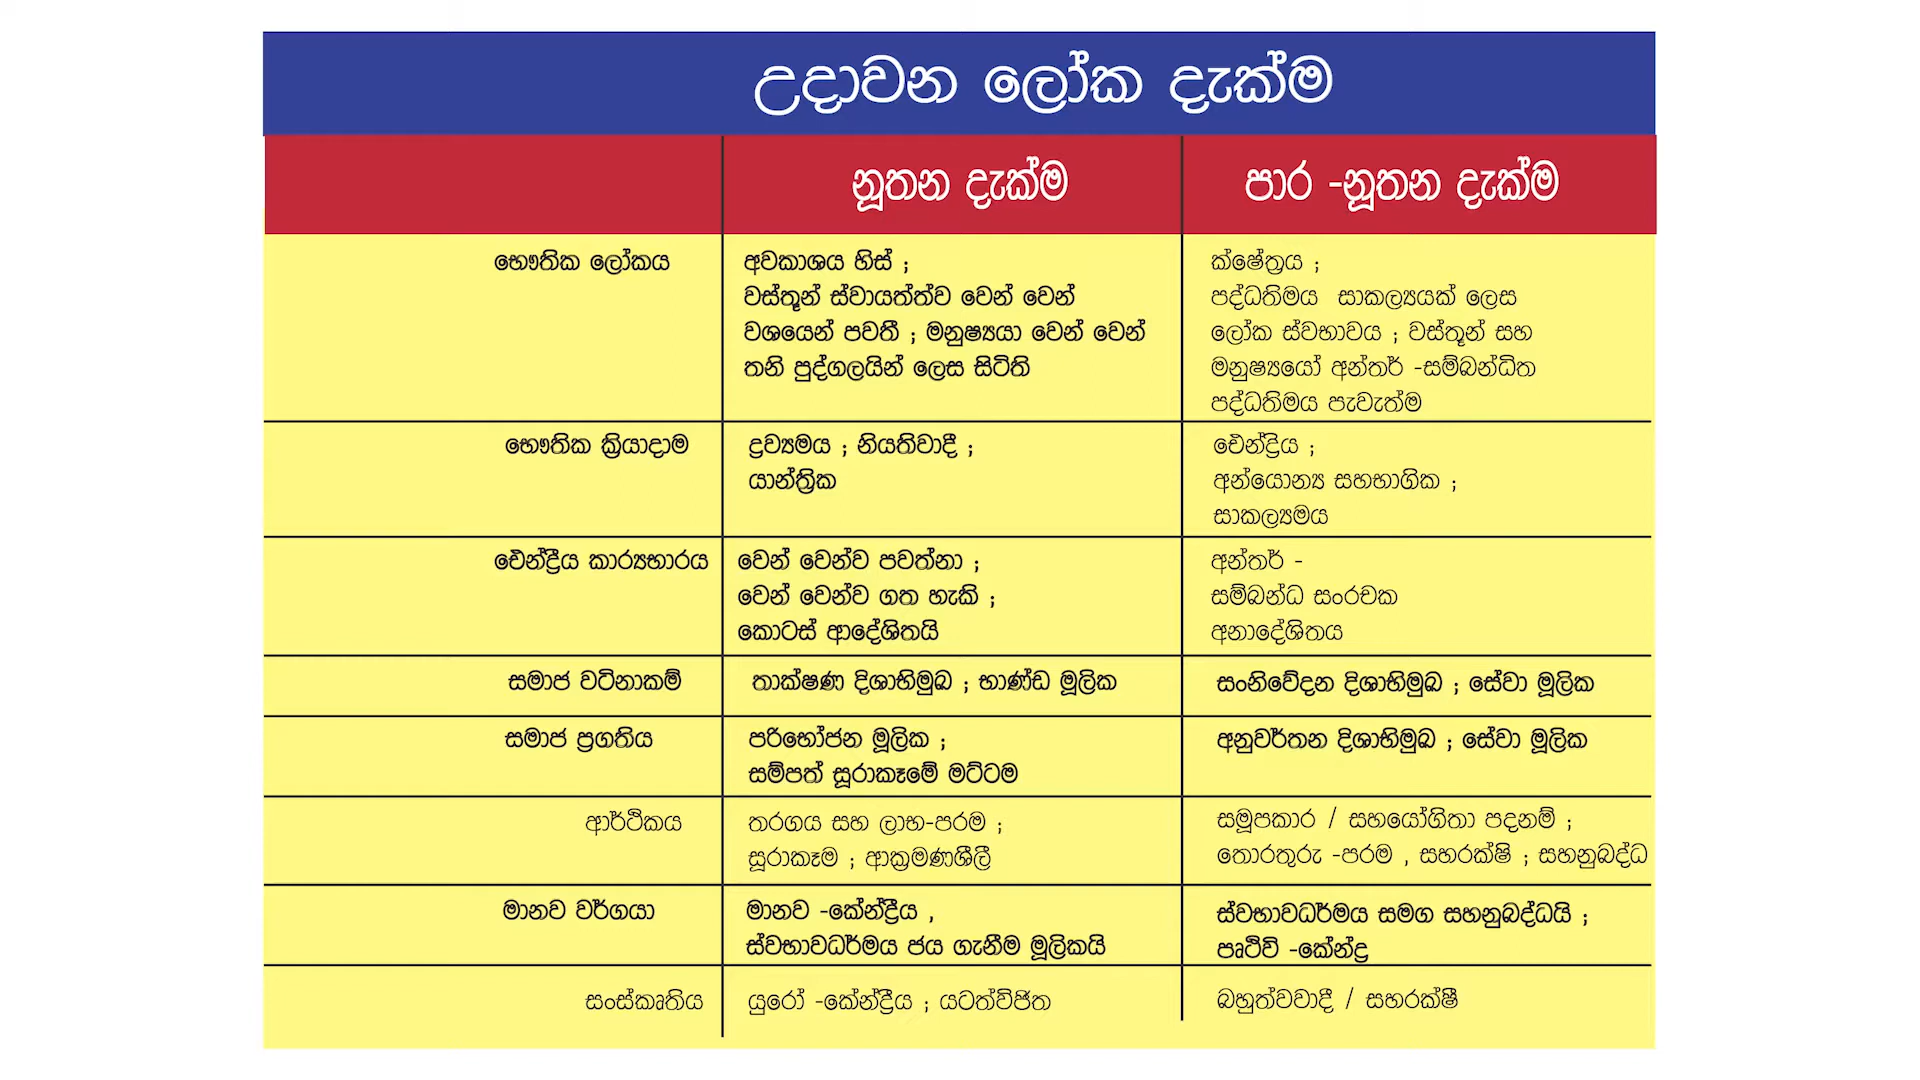 උදාවන ලෝක දැක්ම
නූතන දැක්ම
පාර -නූතන දැක්ම
භෞතික ලෝකය
අවකාශය හිස් ;
වස්තූන් ස්වායත්ත්ව වෙන් වෙන්
වශයෙන් පවතී ; මනුෂ්‍යයා වෙන් වෙන්
තනි පුද්ගලයින් ලෙස සිටිති
ක්ෂේත්‍රය ;
පද්ධතිමය සාකල්‍යයක් ලෙස
ලෝක ස්වභාවය ; වස්තූන් සහ
මනුෂ්‍යයෝ අන්තර් -සම්බන්ධිත
පද්ධතිමය පැවැත්ම
භෞතික ක්‍රියාදාම
ද්‍රව්‍යමය ; නියතිවාදී ;
යාන්ත්‍රික
ඓන්ද්‍රිය ;
අන්යොන්‍ය සහභාගික ;
සාකල්‍යමය
ඓන්ද්‍රීය කාර්‍යභාරය
වෙන් වෙන්ව පවත්නා ;
වෙන් වෙන්ව ගත හැකි ;
කොටස් ආදේශිතයි
අන්තර් -
සම්බන්ධ සංරචක
අනාදේශිතය
සමාජ වටිනාකම්
තාක්ෂණ දිශාභිමුඛ ; භාණ්ඩ මූලික
සංනිවේදන දිශාභිමුඛ ; සේවා මූලික
සමාජ ප්‍රගතිය
පරිභෝජන මූලික ;
සම්පත් සූරාකෑමේ මට්ටම
අනුවර්තන දිශාභිමුඛ ; සේවා මූලික
ආර්ථිකය
තරගය සහ ලාභ-පරම ;
සූරාකෑම ; ආක්‍රමණශීලී
සමූපකාර / සහයෝගිතා පදනම් ;
තොරතුරු -පරම , සහරක්ෂි ; සහනුබද්ධ
මානව වර්ගයා
මානව -කේන්ද්‍රීය ,
ස්වභාවධර්මය ජය ගැනීම මූලිකයි
ස්වභාවධර්මය සමග සහනුබද්ධයි ;
පෘථිවි -කේන්ද්‍ර
සංස්කෘතිය
යුරෝ -කේන්ද්‍රීය ; යටත්විජිත
බහුත්වවාදී / සහරක්ෂී